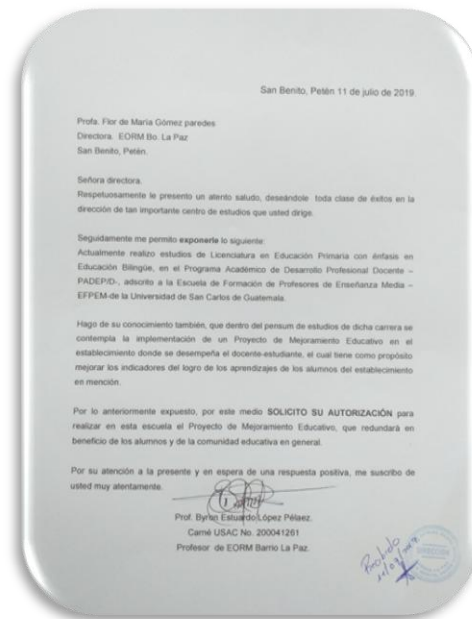 San Benito, Petén 11 de julio de 2019.
Profa. Flor de María Gómez paredes
Directora. EORM Bo. La Paz
San Benito, Petén.
Señora directora.
Respetuosamente le presento un atento saludo, deseándole toda clase de éxitos en la
dirección de tan importante centro de estudios que usted dirige.
Seguidamente me permito exponerle lo siguiente:
Actualmente realizo estudios de Licenciatura en Educación Primaria con énfasis en
Educación Bilingüe, en el Programa Académico de Desarrollo Profesional Docente –
PADEP/D-, adscrito a la Escuela de Formación de Profesores de Enseñanza Media –
EFPEM-de la Universidad de San Carlos de Guatemala.
Hago de su conocimiento también, que dentro del pensum de estudios de dicha carrera se
contempla la implementación de un Proyecto de Mejoramiento Educativo en el
establecimiento donde se desempeña el docente-estudiante, el cual tiene como propósito
mejorar los indicadores del logro de los aprendizajes de los alumnos del establecimiento
en mención.
Por lo anteriormente expuesto, por este medio SOLICITO SU AUTORIZACIÓN para
realizar en esta escuela el Proyecto de Mejoramiento Educativo, que redundará en
beneficio de los alumnos y de la comunidad educativa en general.
Por su atención a la presente y en espera de una respuesta positiva, me suscribo de
usted muy atentamente.
Prof. Byron Estuardo López Peláez.
Carné USAC No. 200041261
Profesor de EORM Barrio La Paz.